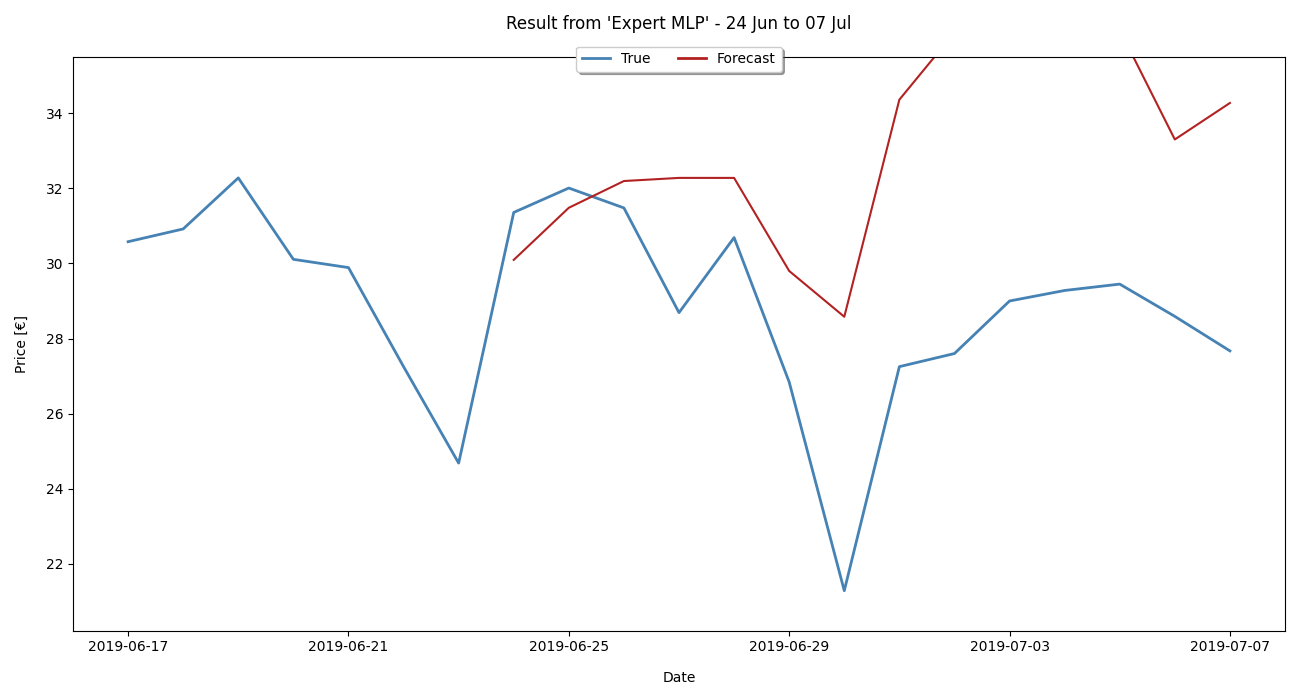 Result from 'Expert MLP' - 24 Jun to 07 Jul
True Forecast
34
32
30
28
26
24
22
Price [€]
2019-06-17 2019-06-21 2019-06-25 2019-06-29 2019-07-03 2019-07-07
Date